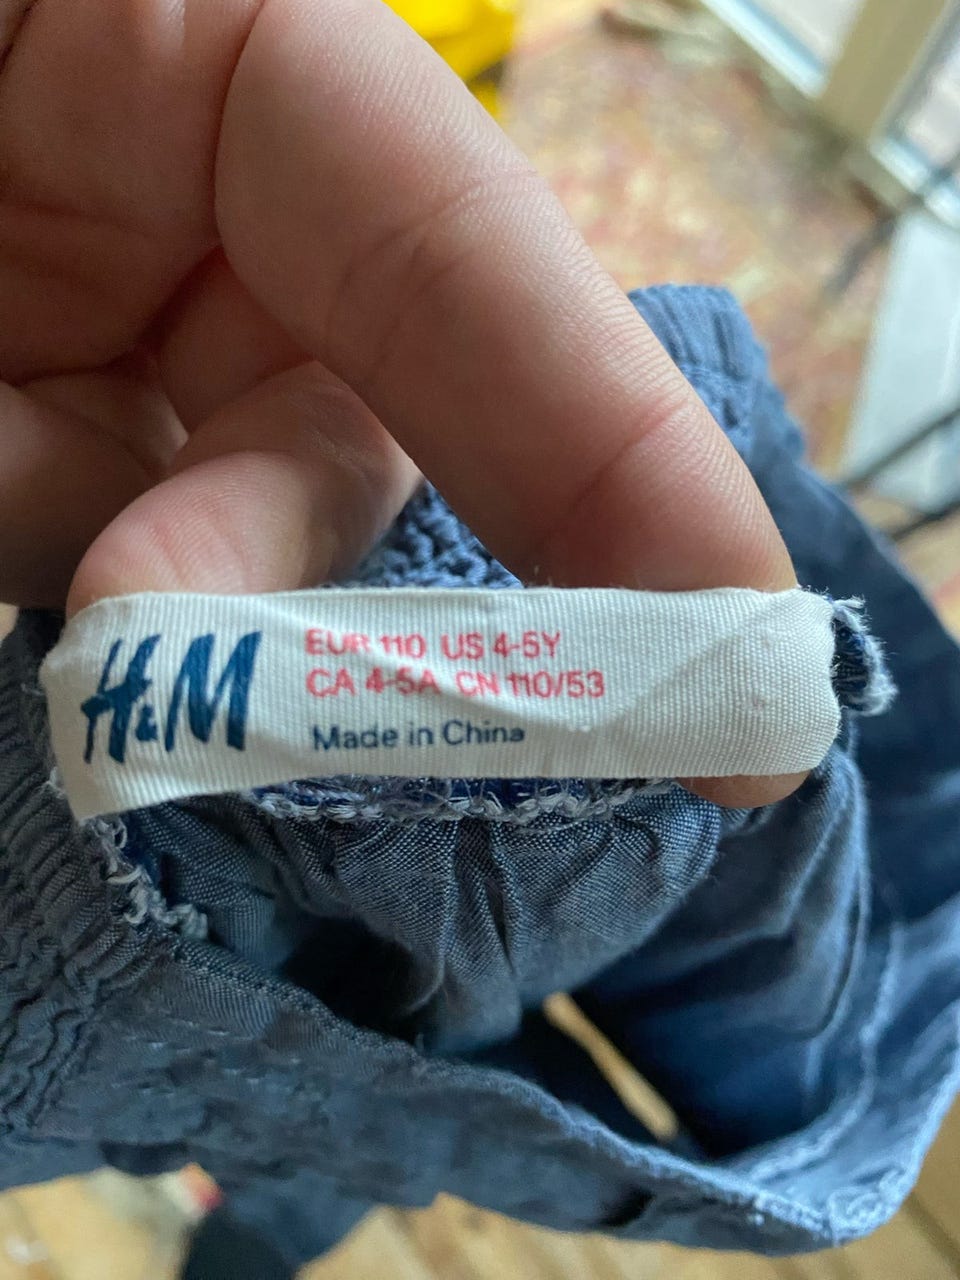 H&M
EUR 110 US 4-5Y
CA 4-5A CN 110/53
Made in China